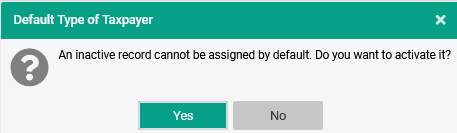 Default Type of Taxpayer
An inactive record cannot be assigned by default. Do you want to activate it?
Yes
No